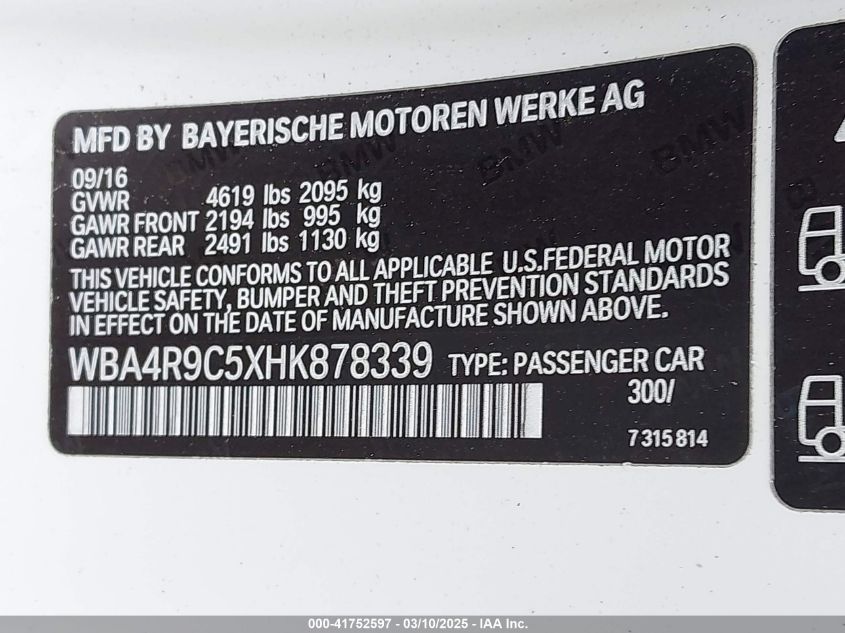 MFD BY BAYERISCHE MOTOREN WERKE AG
09/16
GVWR 4619 lbs 2095 kg
GAWR FRONT 2194 lbs 995 kg
GAWR REAR 2491 lbs 1130 kg
THIS VEHICLE CONFORMS TO ALL APPLICABLE U.S.FEDERAL MOTOR
VEHICLE SAFETY, BUMPER AND THEFT PREVENTION STANDARDS
IN EFFECT ON THE DATE OF MANUFACTURE SHOWN ABOVE.
WBA4R9C5XHK878339 TYPE: PASSENGER CAR
300/
7 315 814
000-41752597 - 03/10/2025 - IAA Inc.